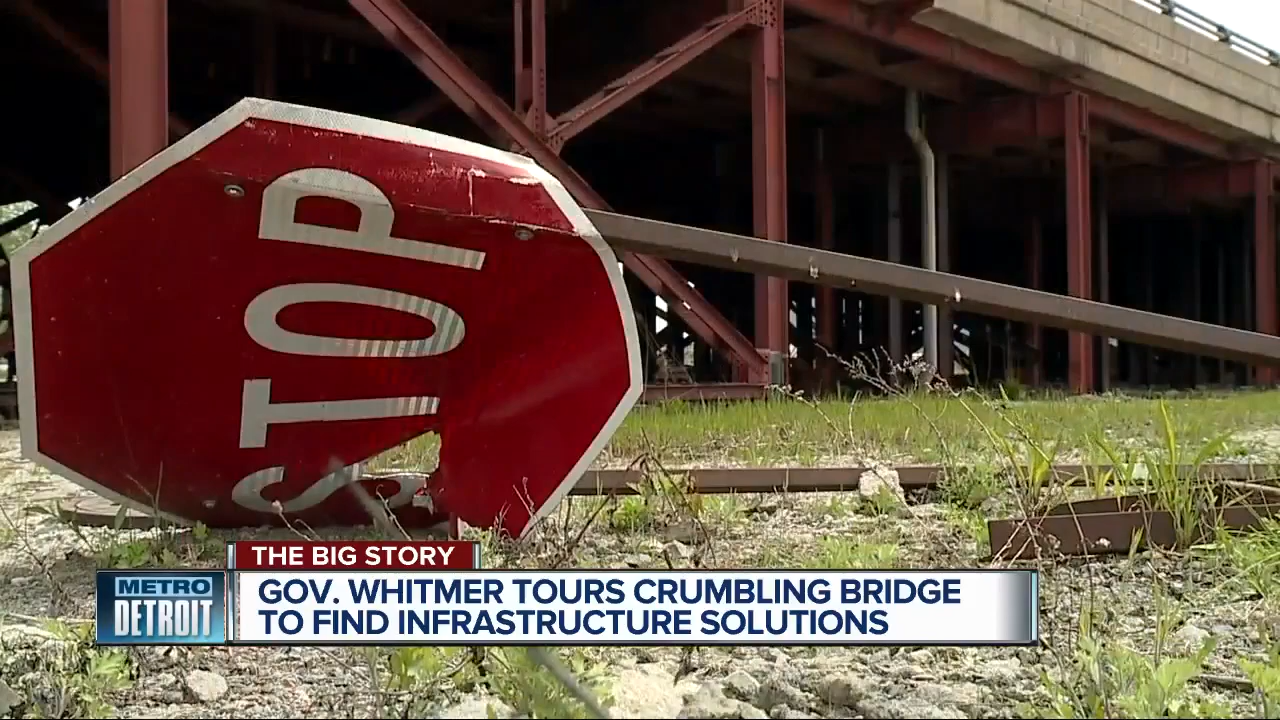 STOP
THE BIG STORY
METRO
DETROIT
GOV. WHITMER TOURS CRUMBLING BRIDGE
TO FIND INFRASTRUCTURE SOLUTIONS